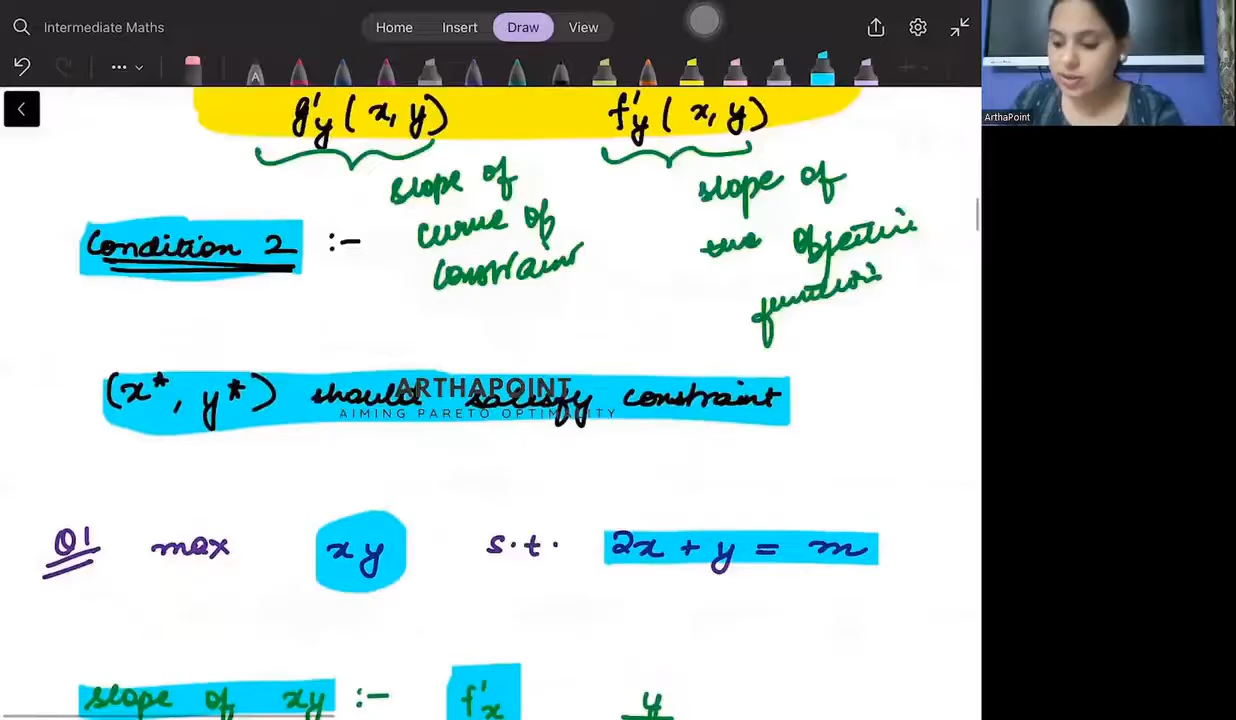 Intermediate Maths
Home Insert Draw View
g'y (x, y) f'y (x, y)
slope of curve of constraint
slope of the objective function
Condition 2 :-
(x*, y*) should satisfy constraint
ARTHAPOINT
AIMING PARETO OPTIMALITY
Q1 max xy s.t. 2x + y = m
slope of xy :- f'x y
ArthaPoint